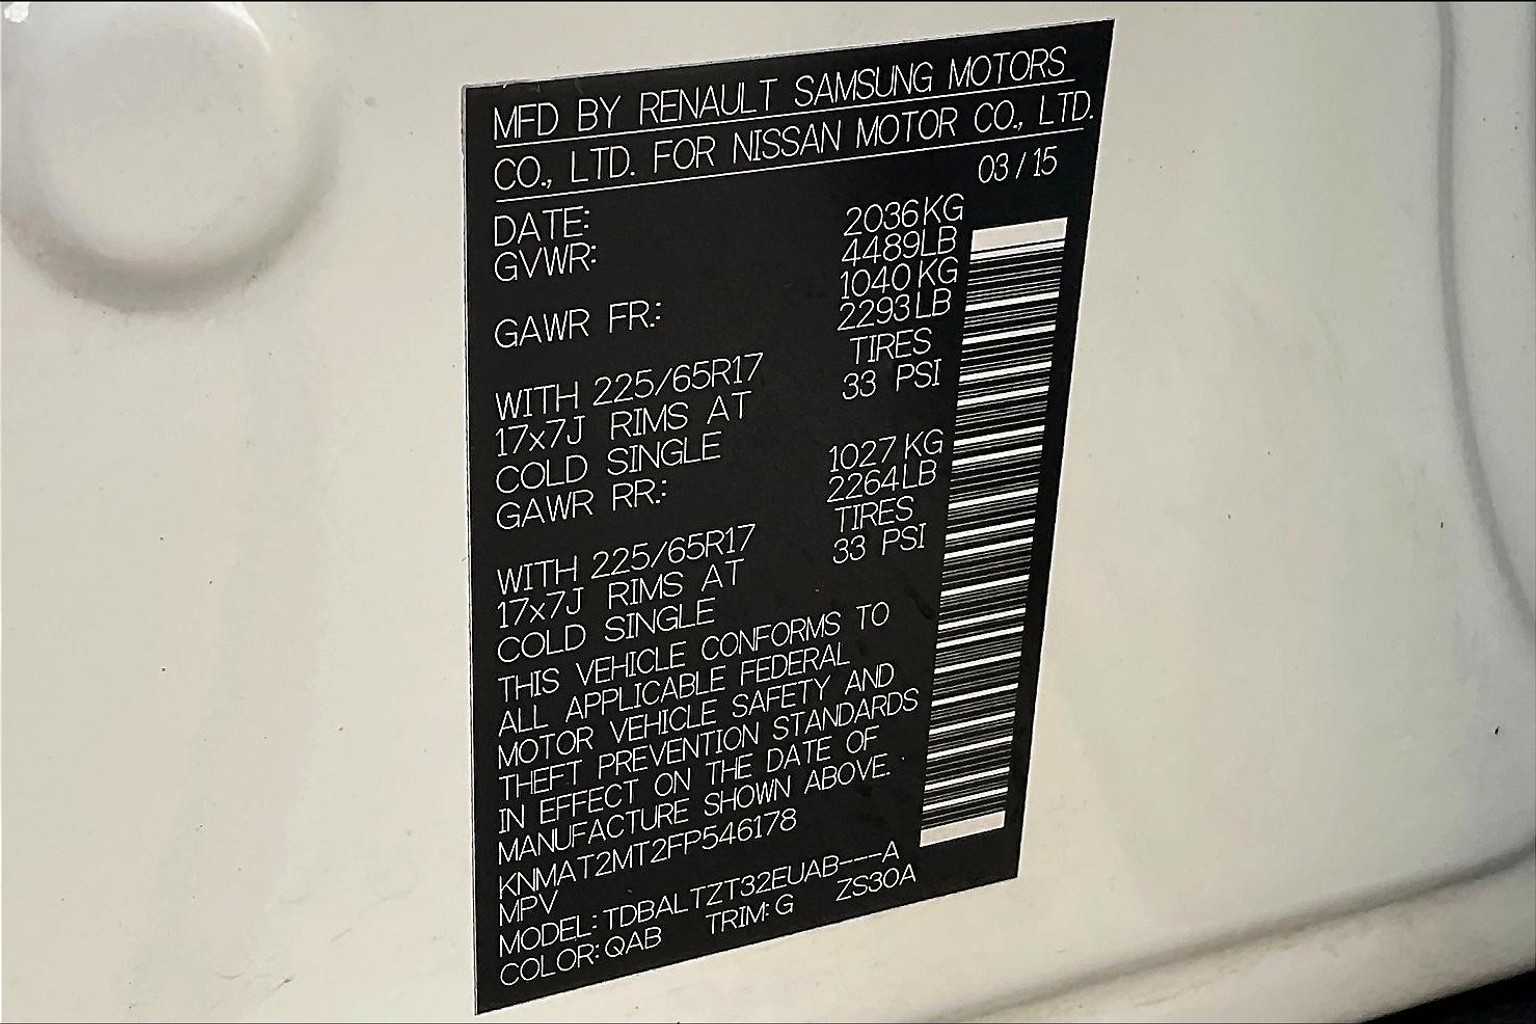 MFD BY RENAULT SAMSUNG MOTORS
CO., LTD. FOR NISSAN MOTOR CO., LTD.
DATE: 03 / 15
GVWR: 2036KG
4489LB
GAWR FR.: 1040 KG
2293LB
WITH 225/65R17 TIRES
17x7J RIMS AT 33 PSI
COLD SINGLE
GAWR RR.: 1027 KG
2264LB
WITH 225/65R17 TIRES
17x7J RIMS AT 33 PSI
COLD SINGLE
THIS VEHICLE CONFORMS TO
ALL APPLICABLE FEDERAL
MOTOR VEHICLE SAFETY AND
THEFT PREVENTION STANDARDS
IN EFFECT ON THE DATE OF
MANUFACTURE SHOWN ABOVE.
KNMAT2MT2FP546178
MPV
MODEL: TDBALTZT32EUAB---A
COLOR: QAB TRIM: G ZS30A